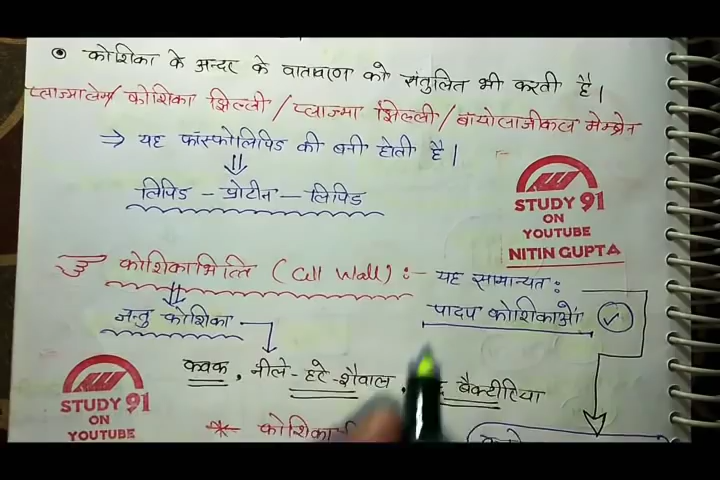 कोशिका के अन्दर के वातावरण को संतुलित भी करती है।
प्लाज्मालेमा/कोशिका झिल्ली/प्लाज्मा झिल्ली/बायोलाजीकल मेम्ब्रेन
⇒ यह फॉस्फोलिपिड की बनी होती है।
लिपिड - प्रोटीन - लिपिड
STUDY 91
ON
YOUTUBE
NITIN GUPTA
कोशिकाभित्ति (Cell Wall) :- यह सामान्यत:
पादप कोशिकाओं
जन्तु कोशिका
कवक, नीले-हरे-शैवाल, बैक्टीरिया
STUDY 91
ON
YOUTUBE